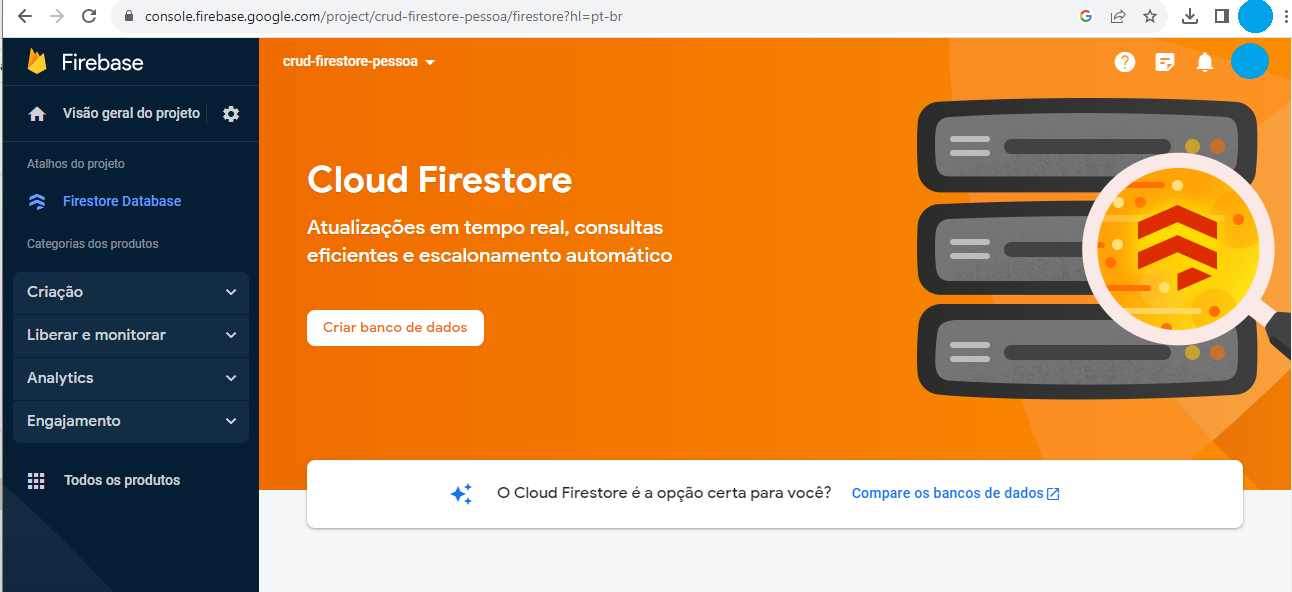 console.firebase.google.com/project/crud-firestore-pessoa/firestore?hl=pt-br
Firebase
crud-firestore-pessoa
Visão geral do projeto
Atalhos do projeto
Firestore Database
Categorias dos produtos
Criação
Liberar e monitorar
Analytics
Engajamento
Todos os produtos
Cloud Firestore
Atualizações em tempo real, consultas
eficientes e escalonamento automático
Criar banco de dados
O Cloud Firestore é a opção certa para você? Compare os bancos de dados